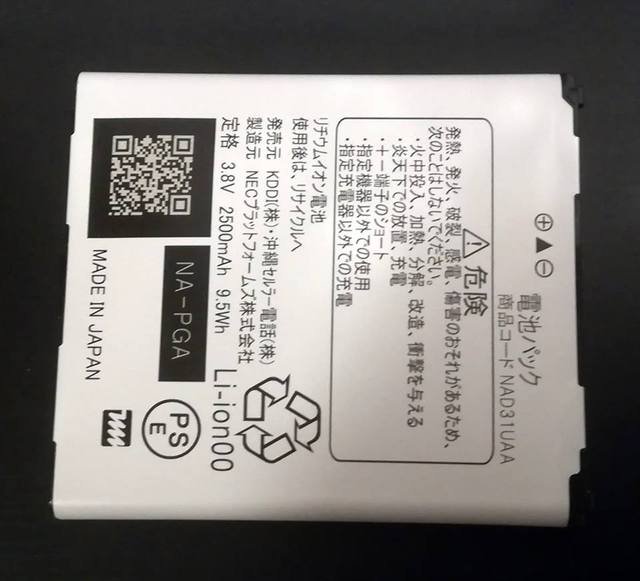 電池パック
商品コード NAD31UAA
危険
発熱、発火、破裂、感電、傷害のおそれがあるため、
次のことはしないでください。
・火中投入、加熱、分解、改造、衝撃を与える
・炎天下での放置、充電
・+−端子のショート
・指定機器以外での使用
・指定充電器以外での充電
リチウムイオン電池
使用後は、リサイクルへ
発売元 KDDI(株)・沖縄セルラー電話(株)
製造元 NECプラットフォームズ株式会社
定格 3.8V 2500mAh 9.5Wh
Li-ion00
NA-PGA
PS
E
MADE IN JAPAN